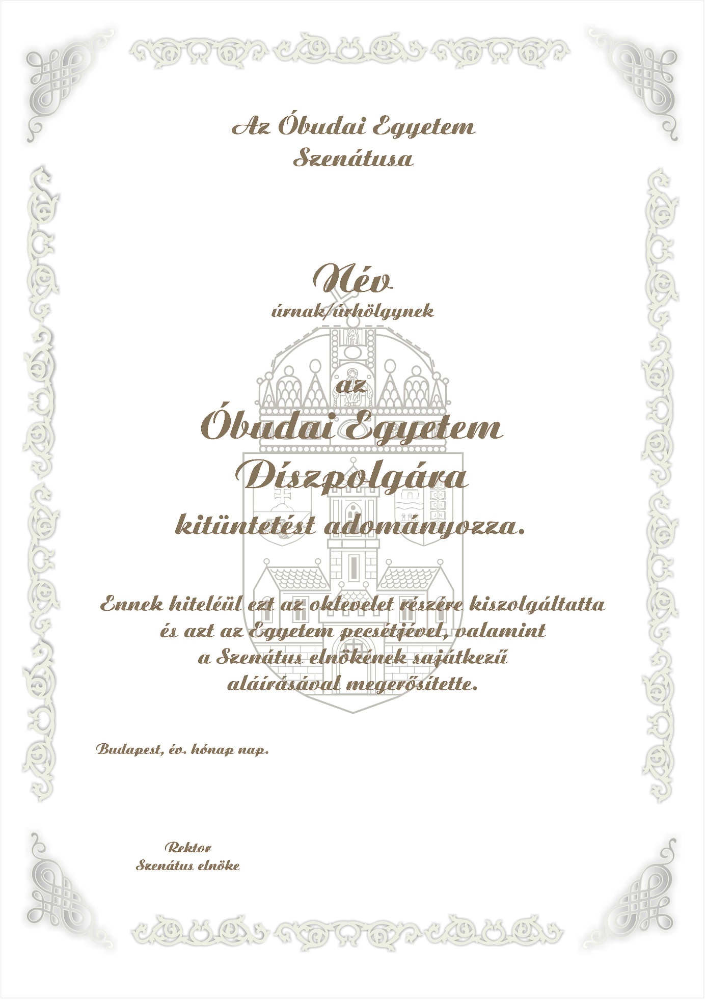 Az Óbudai Egyetem
Szenátusa
Név
úrnak/úrhölgynek
az
Óbudai Egyetem
Díszpolgára
kitüntetést adományozza.
Ennek hiteléül ezt az oklevelet részére kiszolgáltatta
és azt az Egyetem pecsétjével, valamint
a Szenátus elnökének sajátkezű
aláírásával megerősítette.
Budapest, év. hónap nap.
Rektor
Szenátus elnöke